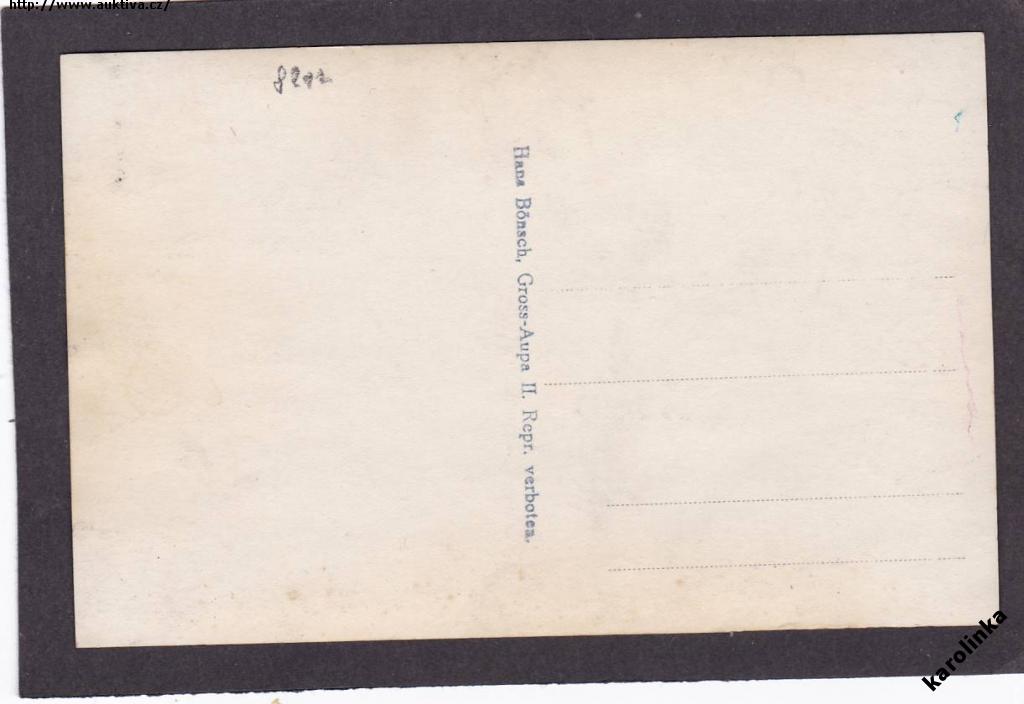 http://www.auktiva.cz/
Hans Bönsch, Gross-Aupa II. Repr. verboten.
karolinka